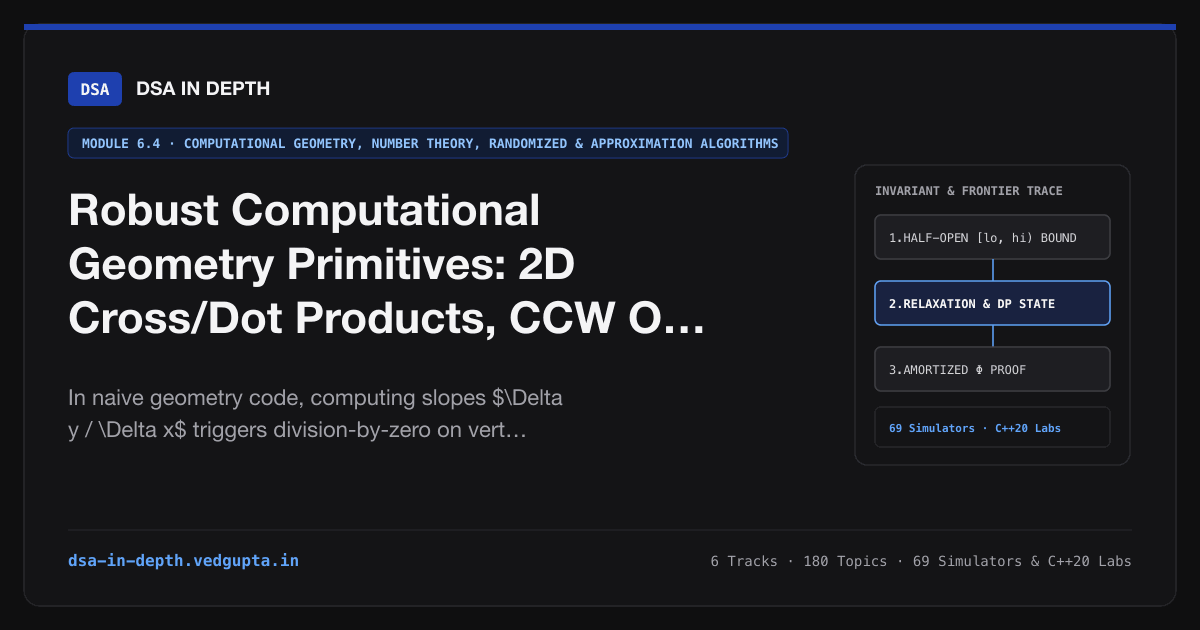 DSA
DSA IN DEPTH
MODULE 6.4 · COMPUTATIONAL GEOMETRY, NUMBER THEORY, RANDOMIZED & APPROXIMATION ALGORITHMS
Robust Computational
Geometry Primitives: 2D
Cross/Dot Products, CCW O...
In naive geometry code, computing slopes $\Delta
y / \Delta x$ triggers division-by-zero on vert...
INVARIANT & FRONTIER TRACE
1.HALF-OPEN [lo, hi) BOUND
2.RELAXATION & DP STATE
3.AMORTIZED Φ PROOF
69 Simulators · C++20 Labs
dsa-in-depth.vedgupta.in
6 Tracks · 180 Topics · 69 Simulators & C++20 Labs